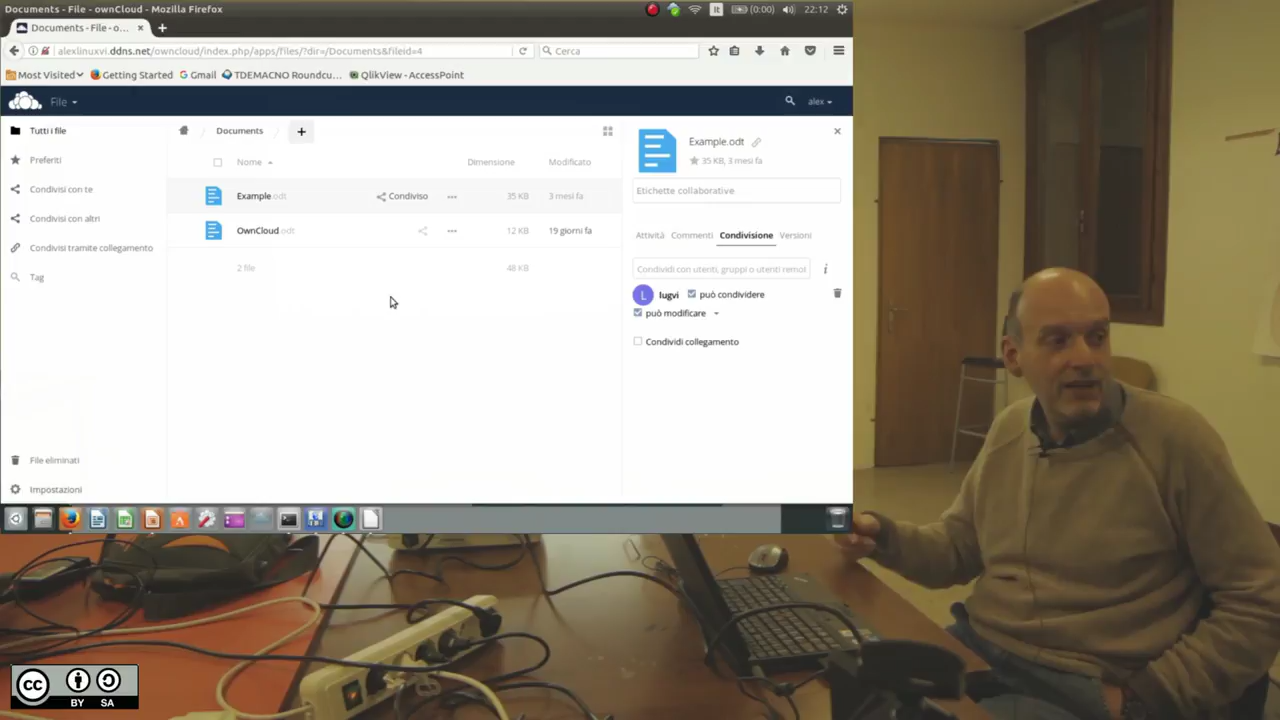 Documents - File - ownCloud - Mozilla Firefox
It
(0:00)
22:12
Documents - File - o...
alexlinuxvi.ddns.net/owncloud/index.php/apps/files/?dir=/Documents&fileid=4
Cerca
Most Visited
Getting Started
G Gmail
TDEMACNO Roundcu...
QlikView - AccessPoint
File
alex
Tutti i file
Documents
+
Example.odt
35 KB, 3 mesi fa
Preferiti
Nome
Dimensione
Modificato
Condivisi con te
Example.odt
Condiviso
35 KB
3 mesi fa
Etichette collaborative
Condivisi con altri
OwnCloud.odt
12 KB
19 giorni fa
Attività
Commenti
Condivisione
Versioni
Condivisi tramite collegamento
2 file
48 KB
Condividi con utenti, gruppi o utenti remot
i
Tag
L
lugvi
può condividere
può modificare
Condividi collegamento
File eliminati
Impostazioni
cc
BY
SA